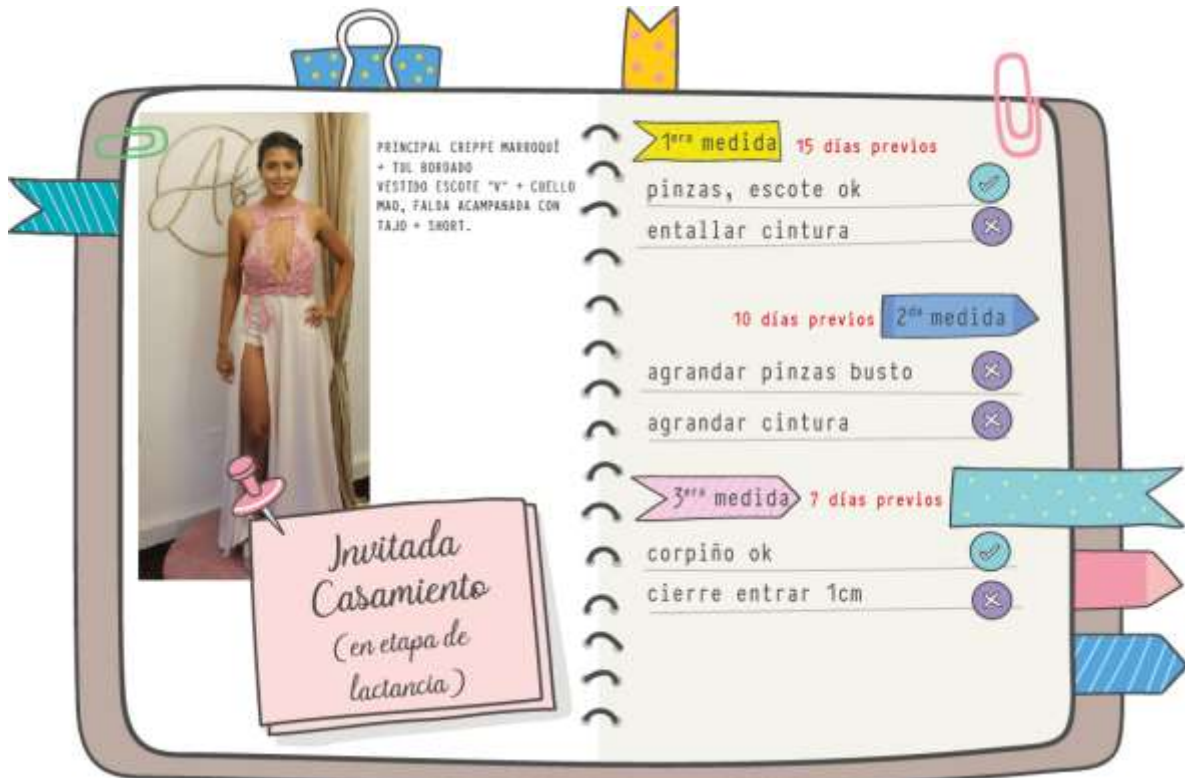 PRINCIPAL CREPPE MARROQUÍ
+ TUL BORDADO
VESTIDO ESCOTE "V" + CUELLO
MAO, FALDA ACAMPANADA CON
TAJO + SHORT.
Invitada
Casamiento
(en etapa de
lactancia)
1era medida 15 días previos
pinzas, escote ok
entallar cintura
10 días previos 2da medida
agrandar pinzas busto
agrandar cintura
3era medida 7 días previos
corpiño ok
cierre entrar 1cm